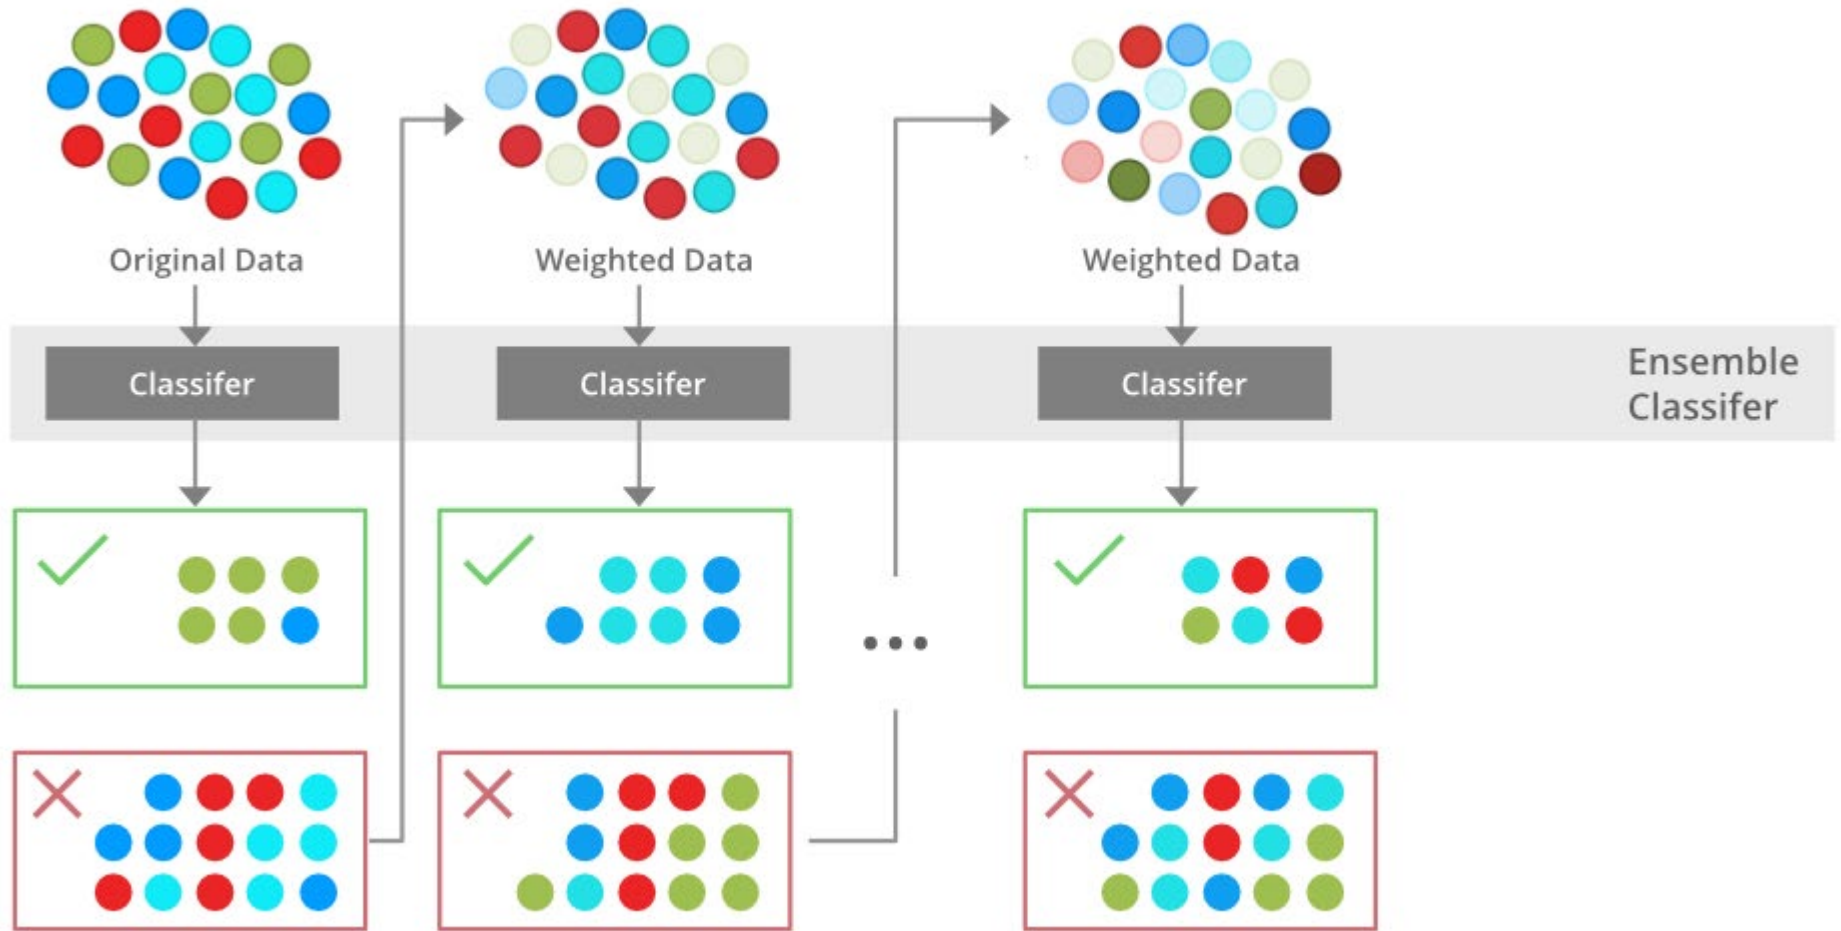 Original Data
Weighted Data
Weighted Data
Classifer
Classifer
Classifer
Ensemble
Classifer